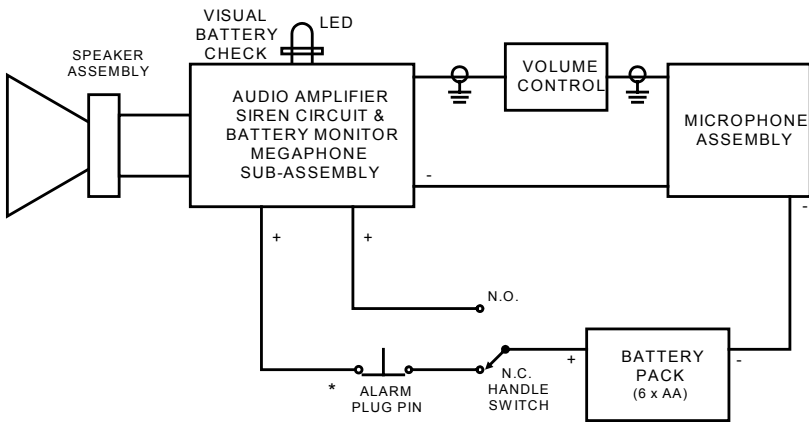 VISUAL
BATTERY
CHECK
LED
SPEAKER
ASSEMBLY
AUDIO AMPLIFIER
SIREN CIRCUIT &
BATTERY MONITOR
MEGAPHONE
SUB-ASSEMBLY
VOLUME
CONTROL
MICROPHONE
ASSEMBLY
-
-
+
+
N.O.
*
ALARM
PLUG PIN
N.C.
HANDLE
SWITCH
+
BATTERY
PACK
(6 x AA)
-